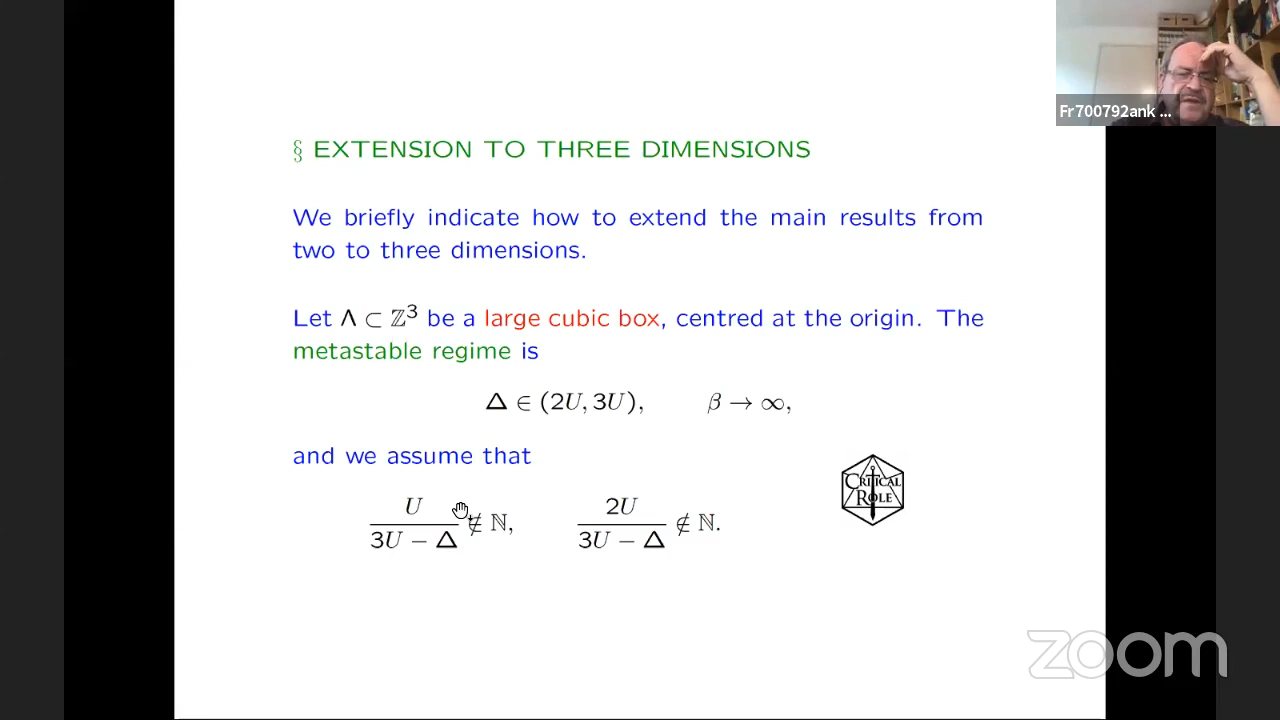 Fr700792ank ...
§ EXTENSION TO THREE DIMENSIONS
We briefly indicate how to extend the main results from
two to three dimensions.
Let Λ ⊂ ℤ³ be a large cubic box, centred at the origin. The
metastable regime is
Δ ∈ (2U, 3U), β → ∞,
and we assume that
U / (3U − Δ) ∉ ℕ, 2U / (3U − Δ) ∉ ℕ.
CRITICAL
ROLE
zoom